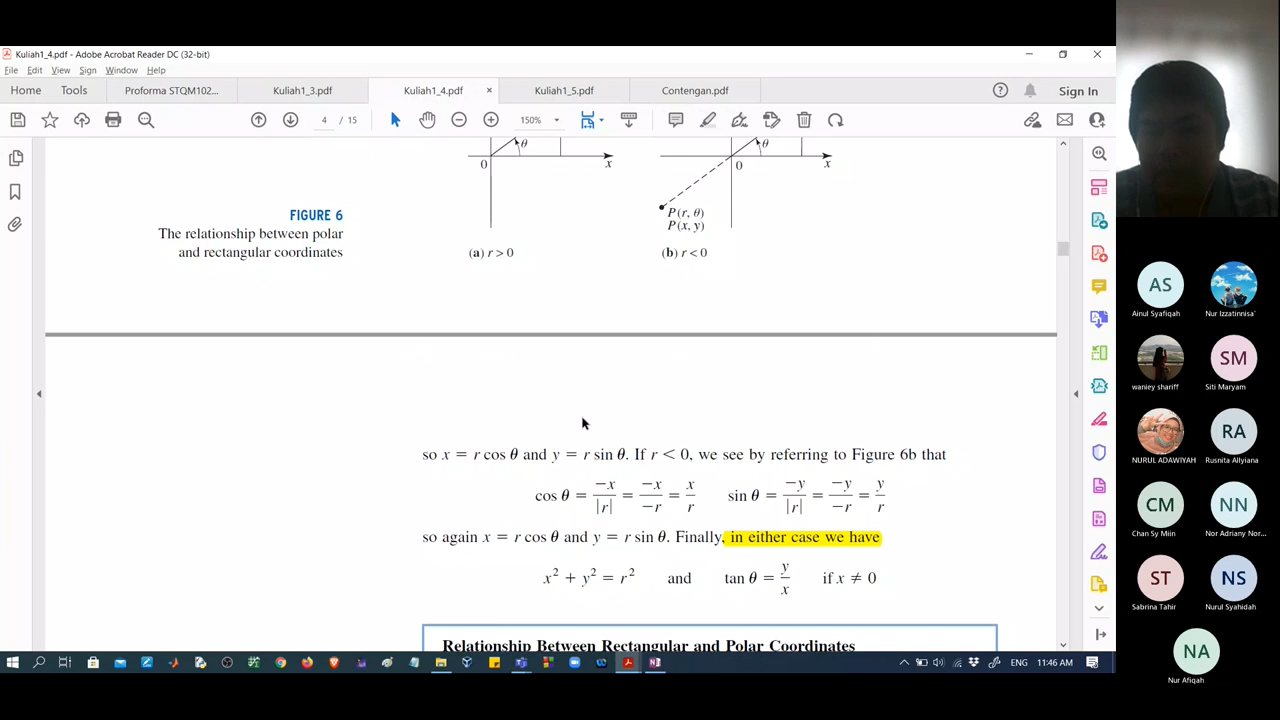 Kuliah1_4.pdf - Adobe Acrobat Reader DC (32-bit)
File Edit View Sign Window Help
Home Tools Proforma STQM102... Kuliah1_3.pdf Kuliah1_4.pdf × Kuliah1_5.pdf Contengan.pdf Sign In
4 / 15 150%
θ θ
0 x 0 x
P(r, θ)
P(x, y)
FIGURE 6
The relationship between polar
and rectangular coordinates
(a) r > 0 (b) r < 0
so x = r cos θ and y = r sin θ. If r < 0, we see by referring to Figure 6b that
cos θ = −x/|r| = −x/−r = x/r sin θ = −y/|r| = −y/−r = y/r
so again x = r cos θ and y = r sin θ. Finally, in either case we have
x² + y² = r² and tan θ = y/x if x ≠ 0
Relationship Between Rectangular and Polar Coordinates
ENG 11:46 AM
AS
Ainul Syafiqah
Nur Izzatinnisa'
waniey shariff
SM
Siti Maryam
NURUL ADAWIYAH
RA
Rusnita Allyiana
CM
Chan Sy Miin
NN
Nor Adriany Nor...
ST
Sabrina Tahir
NS
Nurul Syahidah
NA
Nur Afiqah